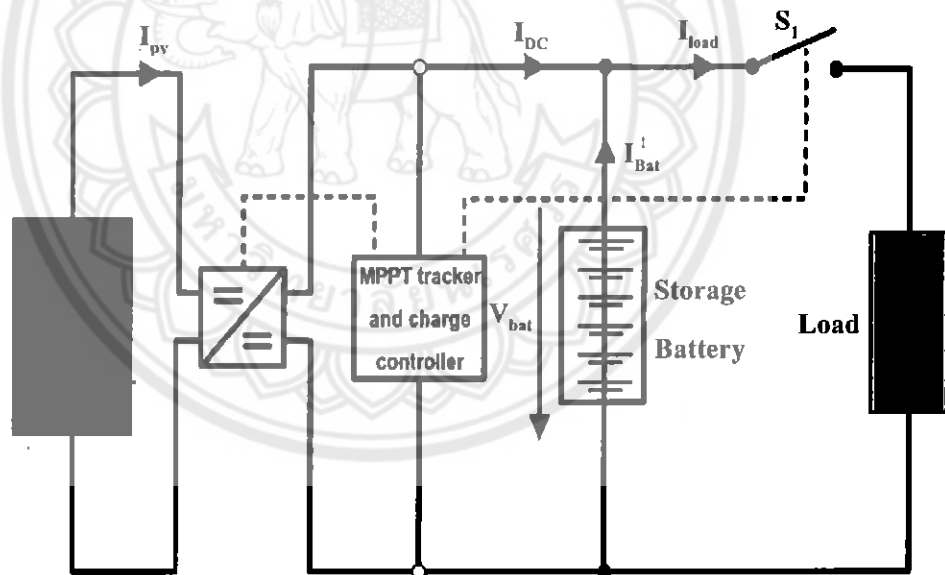 I_pv
I_DC
I_load
S_1
I_Bat
MPPT tracker
and charge
controller
V_bat
Storage
Battery
Load